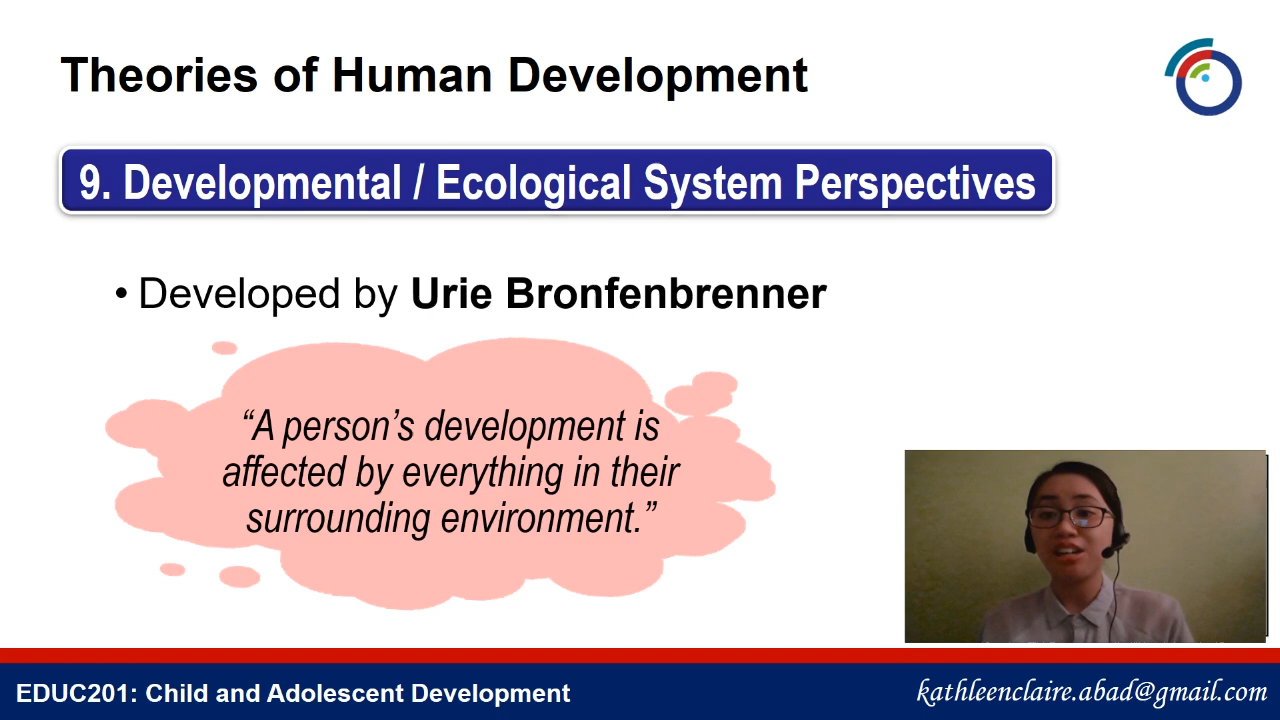 Theories of Human Development
9. Developmental / Ecological System Perspectives
• Developed by Urie Bronfenbrenner
“A person’s development is
affected by everything in their
surrounding environment.”
EDUC201: Child and Adolescent Development
kathleenclaire.abad@gmail.com